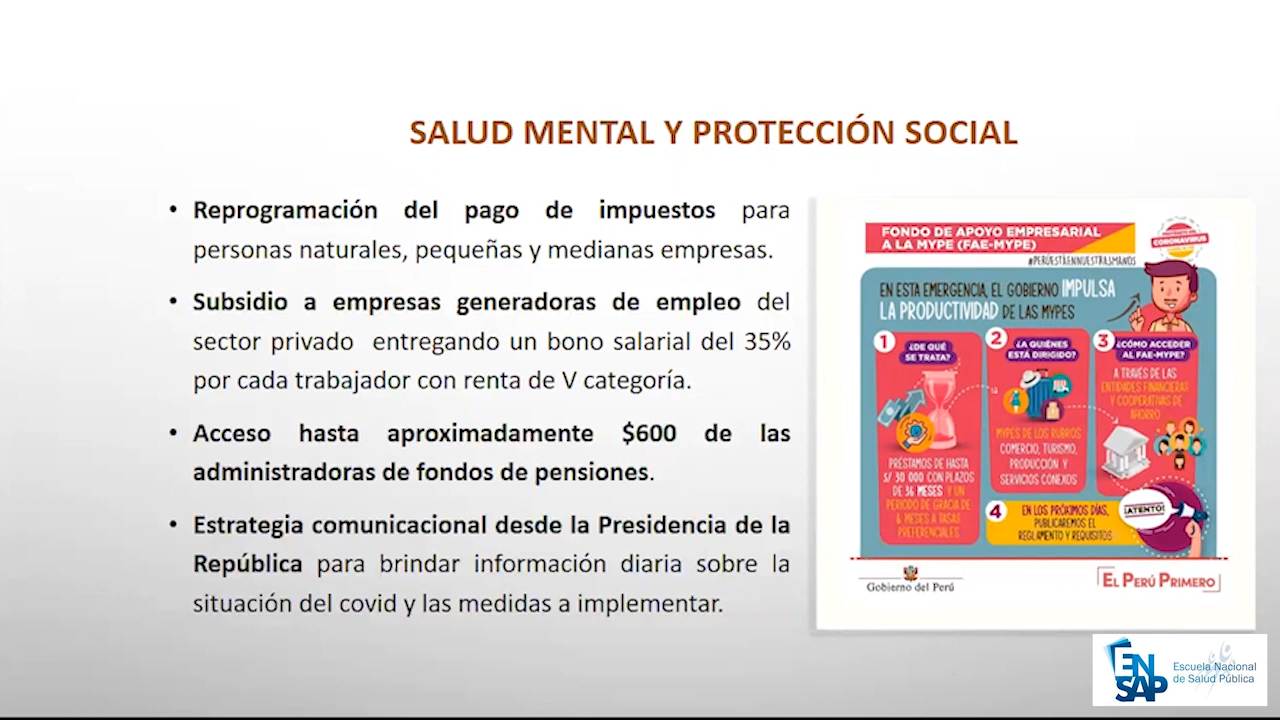 SALUD MENTAL Y PROTECCIÓN SOCIAL
• Reprogramación del pago de impuestos para
personas naturales, pequeñas y medianas empresas.
• Subsidio a empresas generadoras de empleo del
sector privado entregando un bono salarial del 35%
por cada trabajador con renta de V categoría.
• Acceso hasta aproximadamente $600 de las
administradoras de fondos de pensiones.
• Estrategia comunicacional desde la Presidencia de la
República para brindar información diaria sobre la
situación del covid y las medidas a implementar.
FONDO DE APOYO EMPRESARIAL
A LA MYPE (FAE-MYPE)
CORONAVIRUS
#PERÚESTÁENNUESTRASMANOS
EN ESTA EMERGENCIA, EL GOBIERNO IMPULSA
LA PRODUCTIVIDAD DE LAS MYPES
1
¿DE QUÉ
SE TRATA?
PRÉSTAMOS DE HASTA
S/ 30 000 CON PLAZOS
DE 36 MESES Y UN
PERIODO DE GRACIA DE
6 MESES A TASAS
PREFERENCIALES
2
¿A QUIÉNES
ESTÁ DIRIGIDO?
MYPES DE LOS RUBROS
COMERCIO, TURISMO,
PRODUCCIÓN Y
SERVICIOS CONEXOS
3
¿CÓMO ACCEDER
AL FAE-MYPE?
A TRAVÉS DE LAS
ENTIDADES FINANCIERAS
Y COOPERATIVAS DE
AHORRO
4
EN LOS PRÓXIMOS DÍAS,
PUBLICAREMOS EL
REGLAMENTO Y REQUISITOS
¡ATENTO!
Gobierno del Perú
EL PERÚ PRIMERO
ENSAP
Escuela Nacional
de Salud Pública